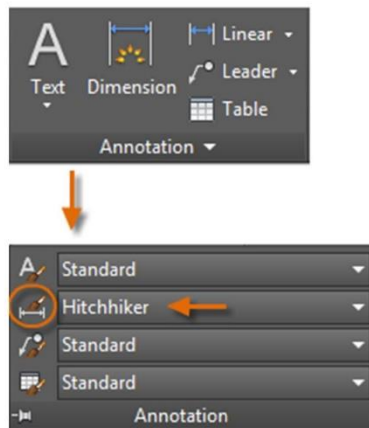 A
Text
Dimension
Linear
Leader
Table
Annotation
Standard
Hitchhiker
Standard
Standard
Annotation